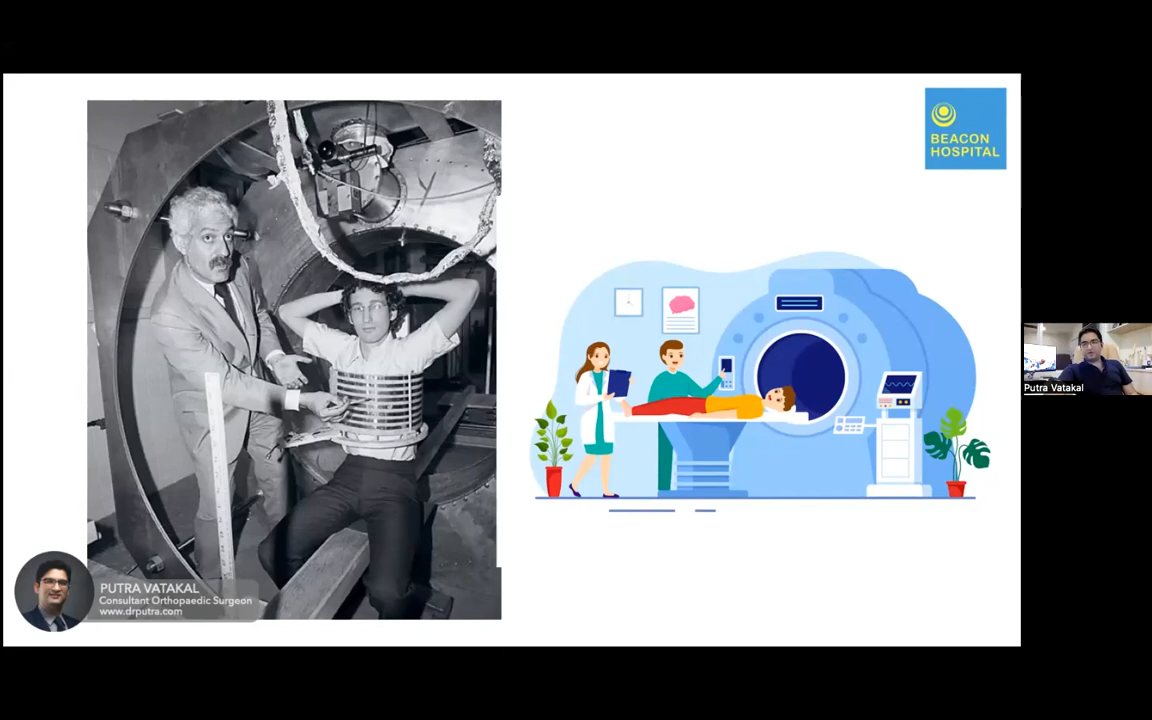 BEACON
HOSPITAL
PUTRA VATAKAL
Consultant Orthopaedic Surgeon
www.drputra.com
Putra Vatakal